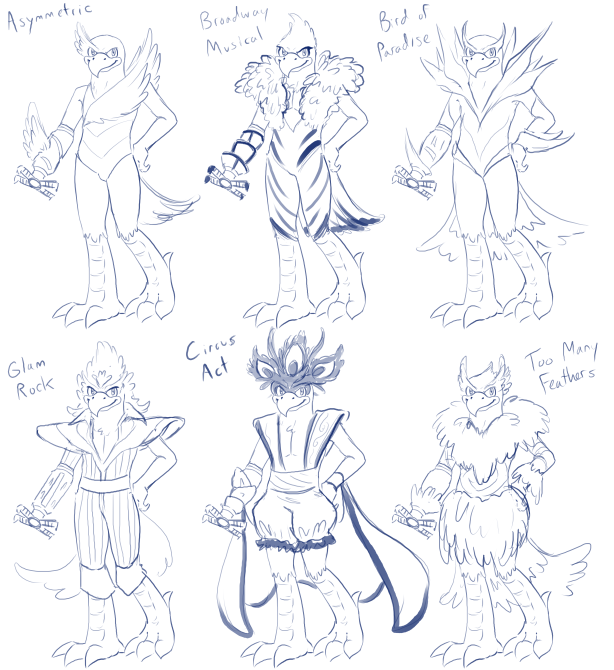 Asymmetric
Broadway
Musical
Bird of
Paradise
Glam
Rock
Circus
Act
Too Many
Feathers